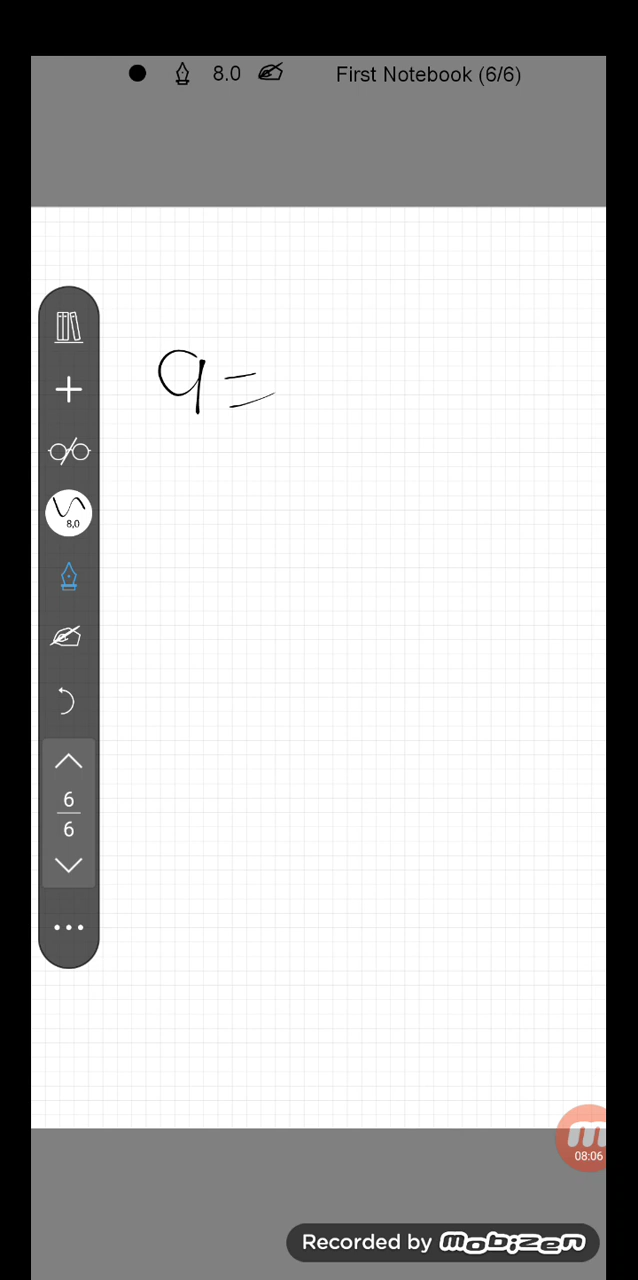 8.0 First Notebook (6/6)
9 =
8,0
6
6
08:06
Recorded by mobizen